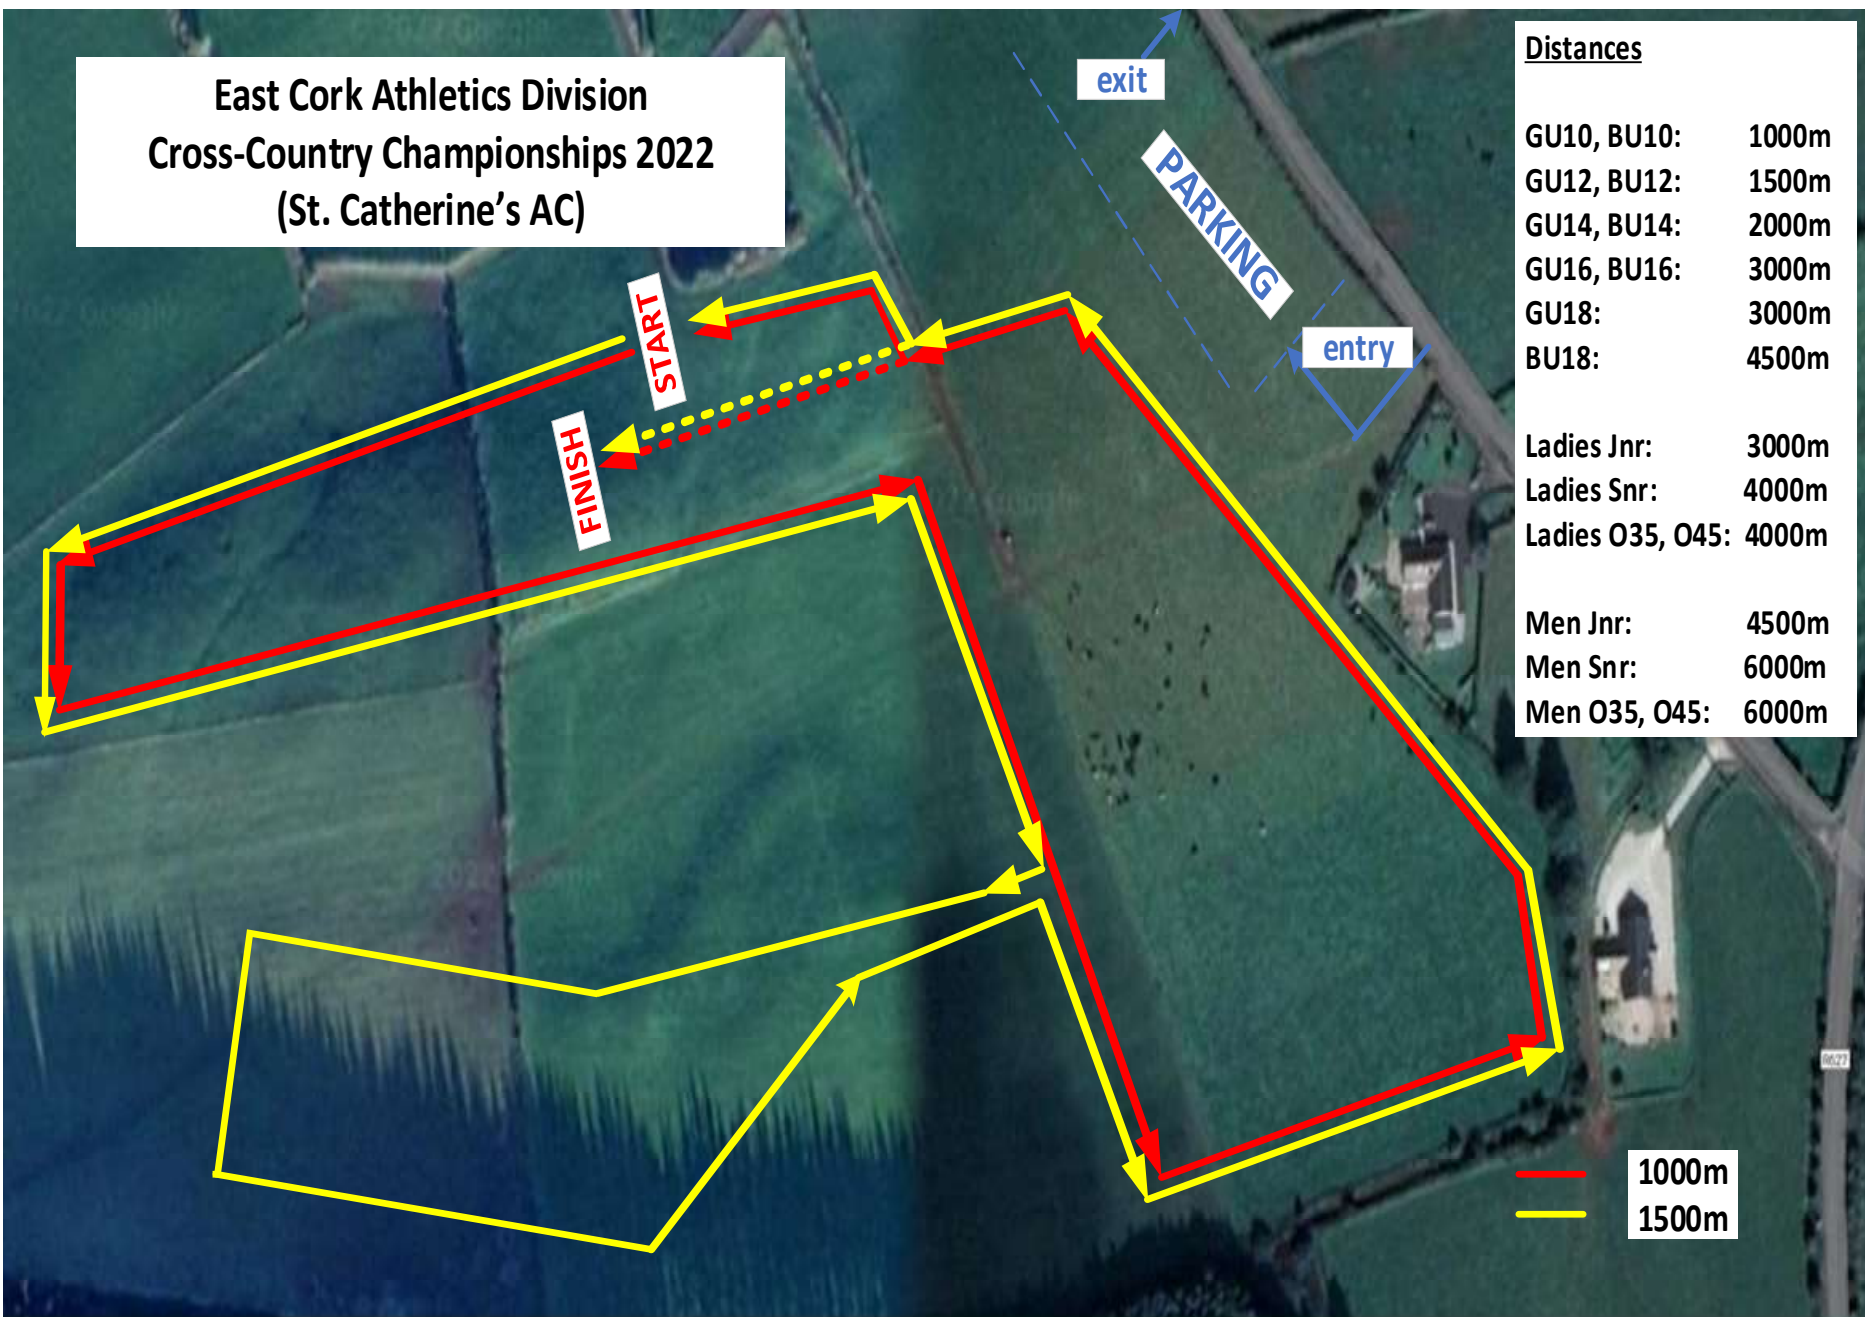 East Cork Athletics Division
Cross-Country Championships 2022
(St. Catherine's AC)
exit
PARKING
entry
START
FINISH
Distances
GU10, BU10: 1000m
GU12, BU12: 1500m
GU14, BU14: 2000m
GU16, BU16: 3000m
GU18: 3000m
BU18: 4500m
Ladies Jnr: 3000m
Ladies Snr: 4000m
Ladies O35, O45: 4000m
Men Jnr: 4500m
Men Snr: 6000m
Men O35, O45: 6000m
R627
1000m
1500m